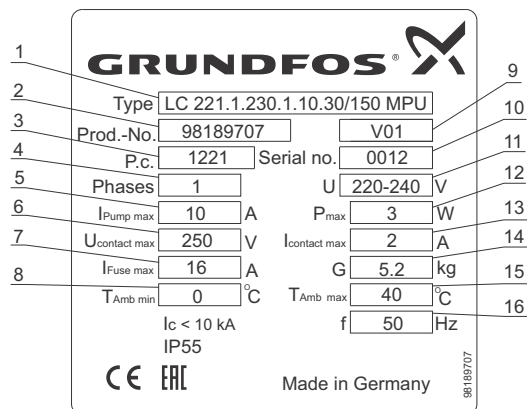 GRUNDFOS
1 Type LC 221.1.230.1.10.30/150 MPU
2 Prod.-No. 98189707 V01 9
3 P.c. 1221 Serial no. 0012 10
4 Phases 1 U 220-240 V 11
5 IPump max 10 A Pmax 3 W 12
6 Ucontact max 250 V Icontact max 2 A 13
7 IFuse max 16 A G 5.2 kg 14
8 TAmb min 0 °C TAmb max 40 °C 15
f 50 Hz 16
Ic < 10 kA
IP55
CE EAC Made in Germany
98189707